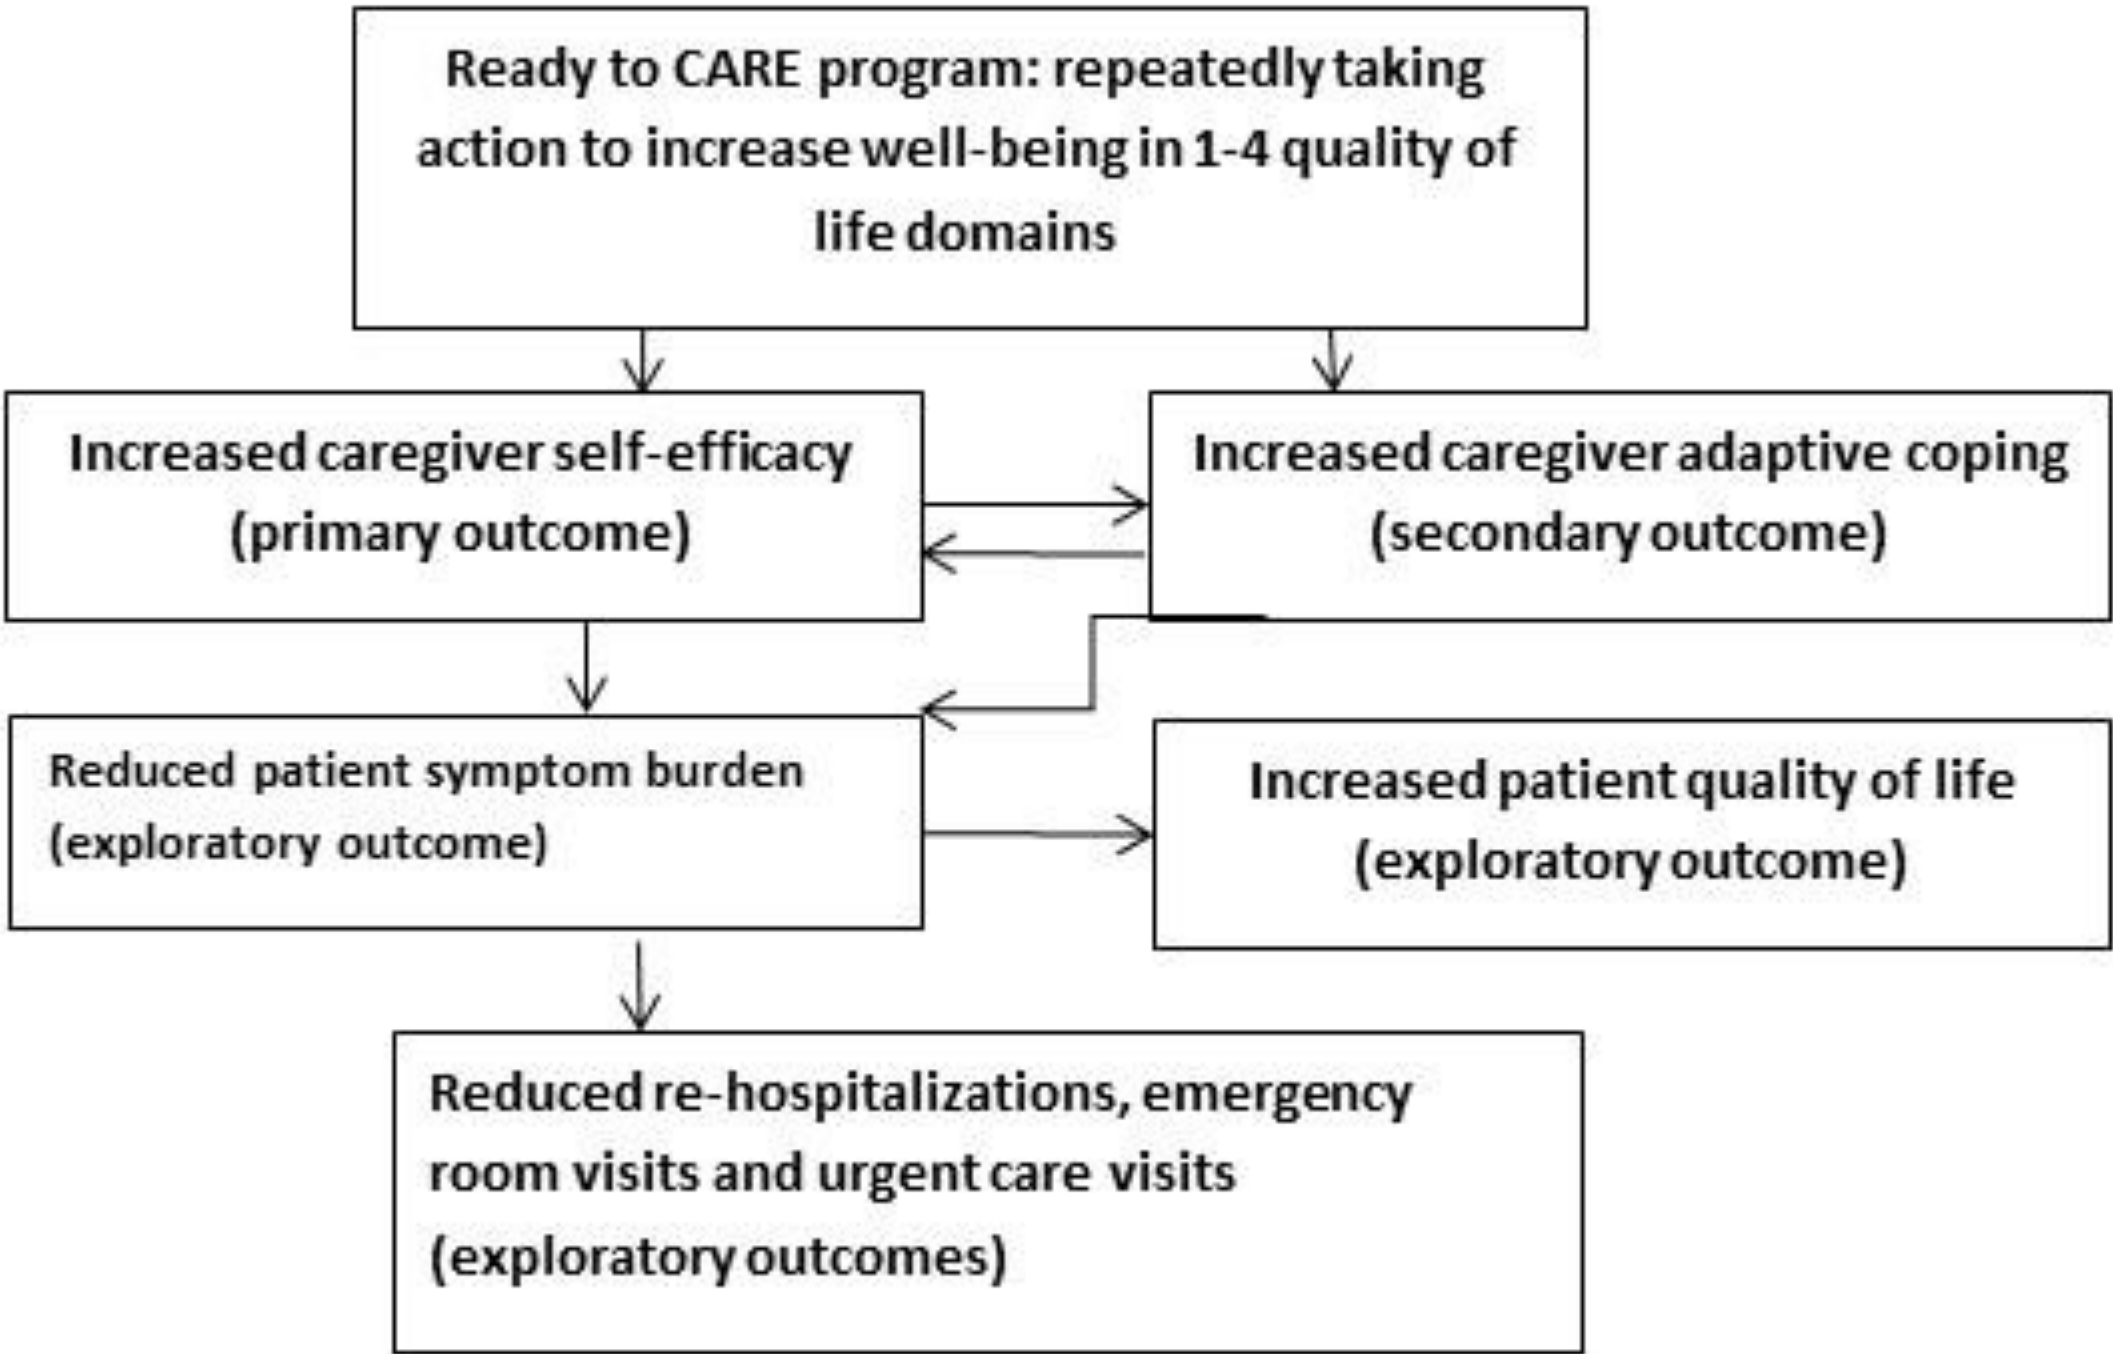 Ready to CARE program: repeatedly taking
action to increase well-being in 1-4 quality of
life domains
Increased caregiver self-efficacy
(primary outcome)
Increased caregiver adaptive coping
(secondary outcome)
Reduced patient symptom burden
(exploratory outcome)
Increased patient quality of life
(exploratory outcome)
Reduced re-hospitalizations, emergency
room visits and urgent care visits
(exploratory outcomes)